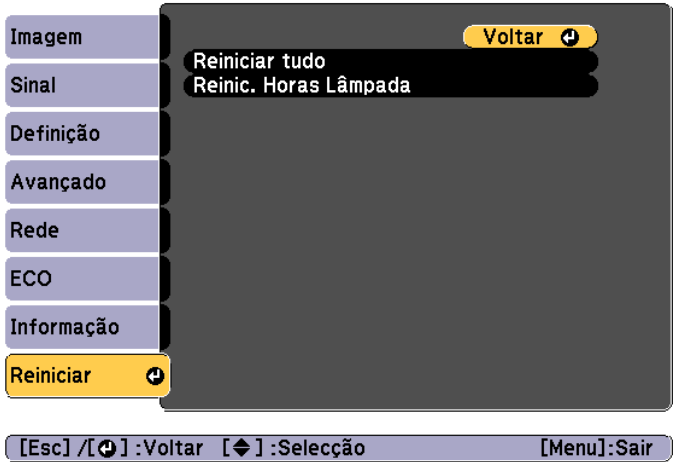 Imagem
Sinal
Definição
Avançado
Rede
ECO
Informação
Reiniciar
Voltar
Reiniciar tudo
Reinic. Horas Lâmpada
[Esc] /[ ] :Voltar [ ] :Selecção [Menu]:Sair